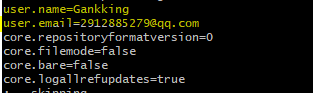 user.name=Gankking
user.email=2912885279@qq.com
core.repositoryformatversion=0
core.filemode=false
core.bare=false
core.logallrefupdates=true